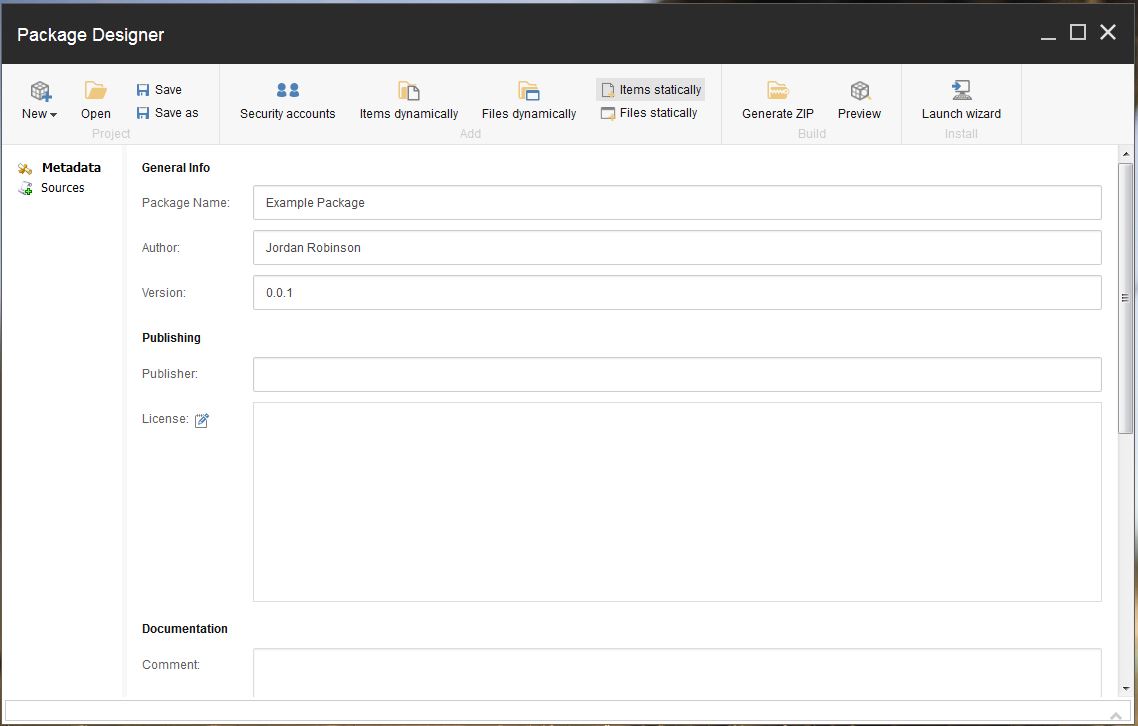 Package Designer
New
Open
Save
Save as
Project
Security accounts
Items dynamically
Files dynamically
Items statically
Files statically
Add
Generate ZIP
Preview
Build
Launch wizard
Install
Metadata
Sources
General Info
Package Name: Example Package
Author: Jordan Robinson
Version: 0.0.1
Publishing
Publisher:
License:
Documentation
Comment: